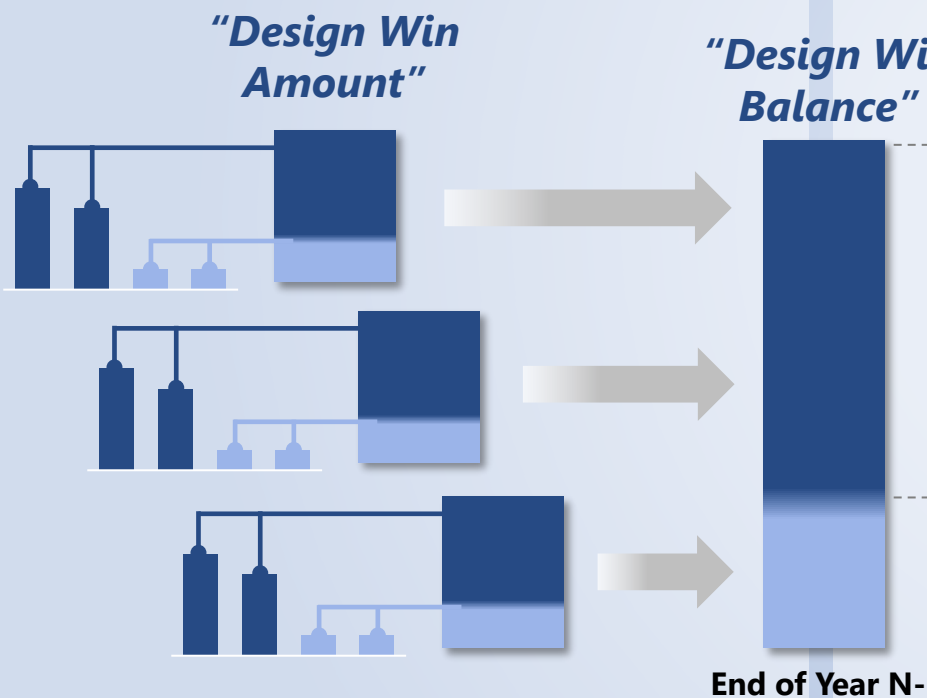 “Design Win
Amount”
“Design Wi
Balance”
End of Year N-